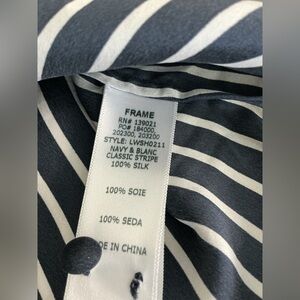 FRAME
RN# 139021
PO# 184000,
202300, 203200
STYLE: LWSH0211
NAVY & BLANC
CLASSIC STRIPE
100% SILK
100% SOIE
100% SEDA
DE IN CHINA